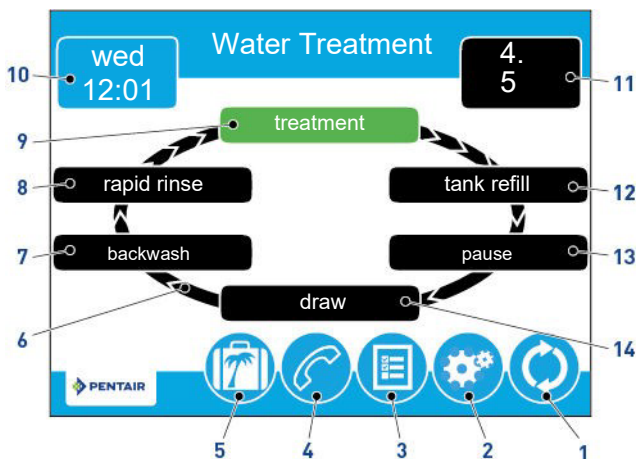 wed
12:01
Water Treatment
4.
5
10
11
treatment
9
rapid rinse
tank refill
8
12
backwash
pause
7
13
draw
6
14
PENTAIR
5
4
3
2
1